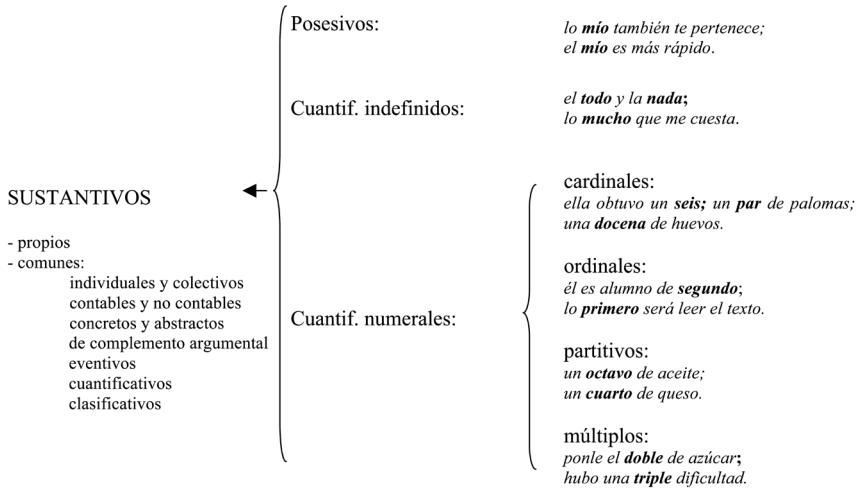 Posesivos:
lo mío también te pertenece;
el mío es más rápido.
Cuantif. indefinidos:
el todo y la nada;
lo mucho que me cuesta.
SUSTANTIVOS
- propios
- comunes:
individuales y colectivos
contables y no contables
concretos y abstractos
de complemento argumental
eventivos
cuantificativos
clasificativos
Cuantif. numerales:
cardinales:
ella obtuvo un seis; un par de palomas;
una docena de huevos.
ordinales:
él es alumno de segundo;
lo primero será leer el texto.
partitivos:
un octavo de aceite;
un cuarto de queso.
múltiplos:
ponle el doble de azúcar;
hubo una triple dificultad.